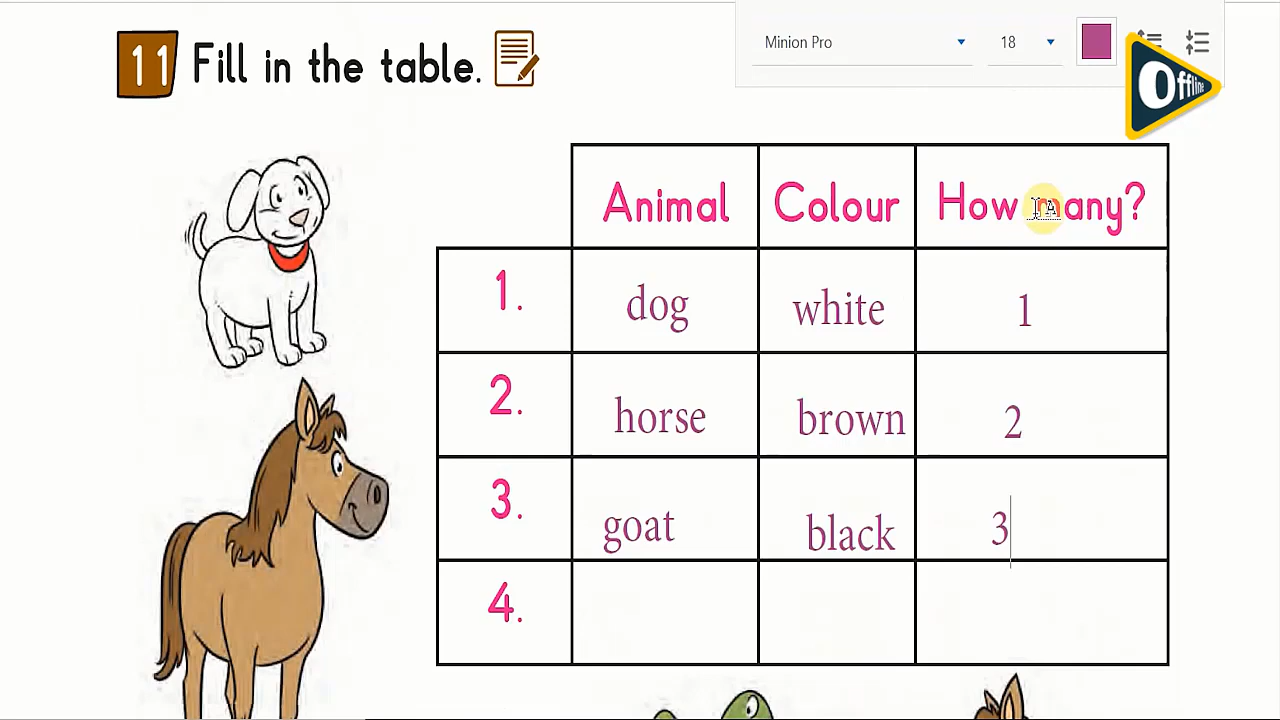 11 Fill in the table.
Minion Pro 18
Offline
Animal Colour How many?
1. dog white 1
2. horse brown 2
3. goat black 3
4.